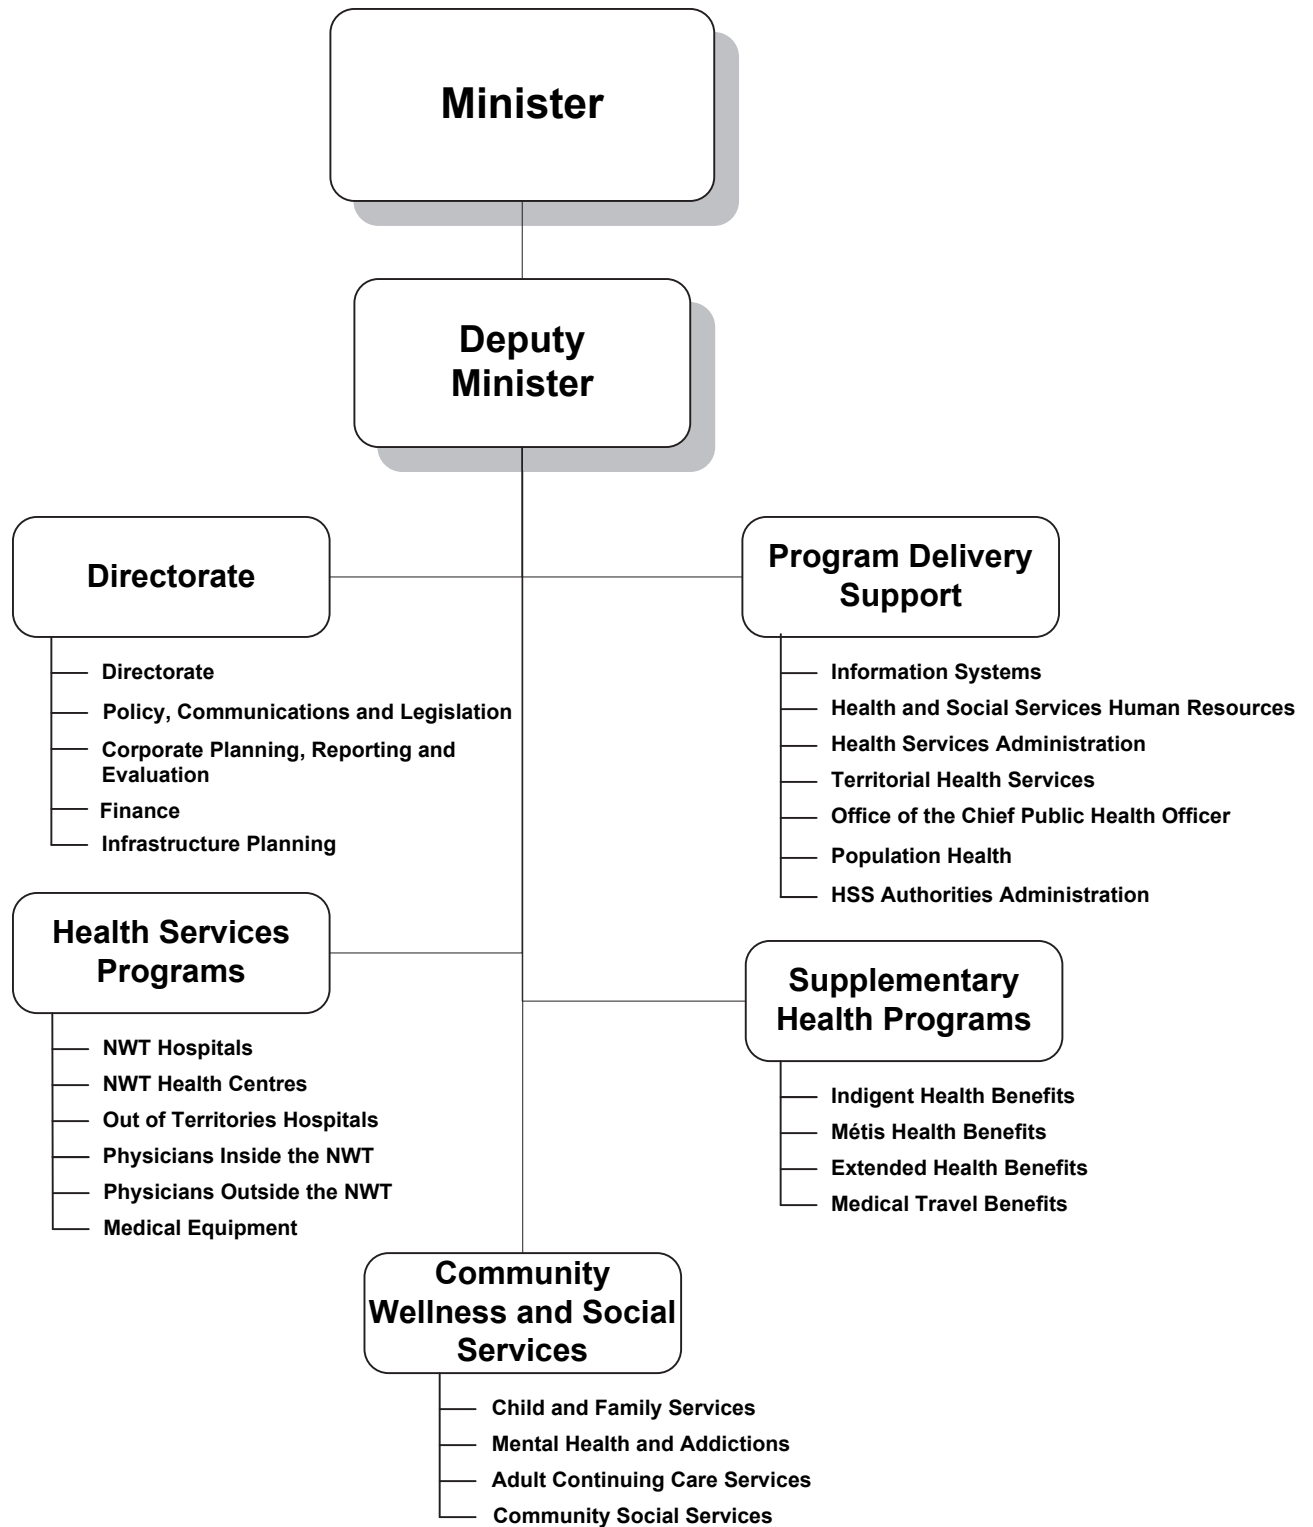 Minister
Deputy
Minister
Directorate
Directorate
Policy, Communications and Legislation
Corporate Planning, Reporting and
Evaluation
Finance
Infrastructure Planning
Program Delivery
Support
Information Systems
Health and Social Services Human Resources
Health Services Administration
Territorial Health Services
Office of the Chief Public Health Officer
Population Health
HSS Authorities Administration
Health Services
Programs
NWT Hospitals
NWT Health Centres
Out of Territories Hospitals
Physicians Inside the NWT
Physicians Outside the NWT
Medical Equipment
Supplementary
Health Programs
Indigent Health Benefits
Métis Health Benefits
Extended Health Benefits
Medical Travel Benefits
Community
Wellness and Social
Services
Child and Family Services
Mental Health and Addictions
Adult Continuing Care Services
Community Social Services